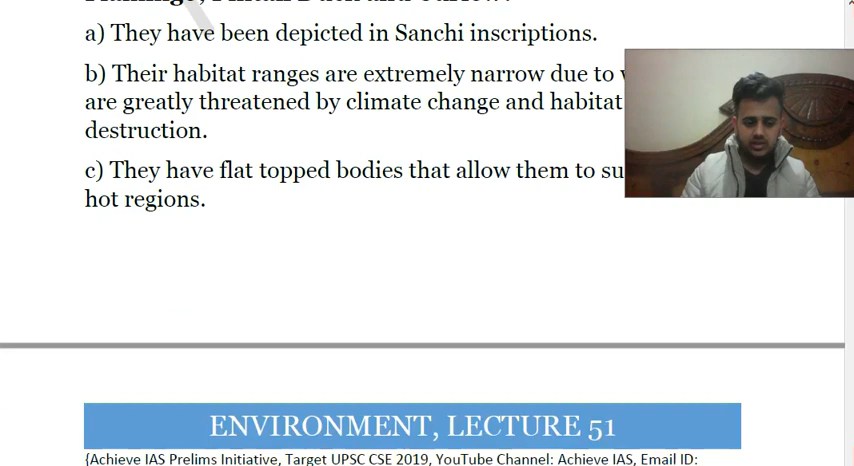 a) They have been depicted in Sanchi inscriptions.
b) Their habitat ranges are extremely narrow due to
are greatly threatened by climate change and habitat
destruction.
c) They have flat topped bodies that allow them to su
hot regions.
ENVIRONMENT, LECTURE 51
{Achieve IAS Prelims Initiative, Target UPSC CSE 2019, YouTube Channel: Achieve IAS, Email ID: